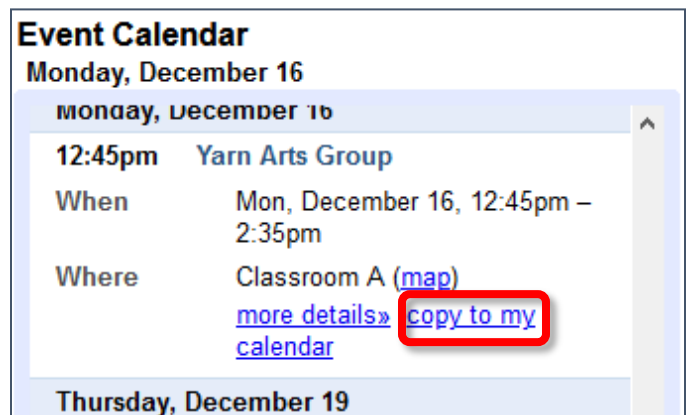 Event Calendar
Monday, December 16
Monday, December 16
12:45pm Yarn Arts Group
When Mon, December 16, 12:45pm –
2:35pm
Where Classroom A (map)
more details» copy to my
calendar
Thursday, December 19